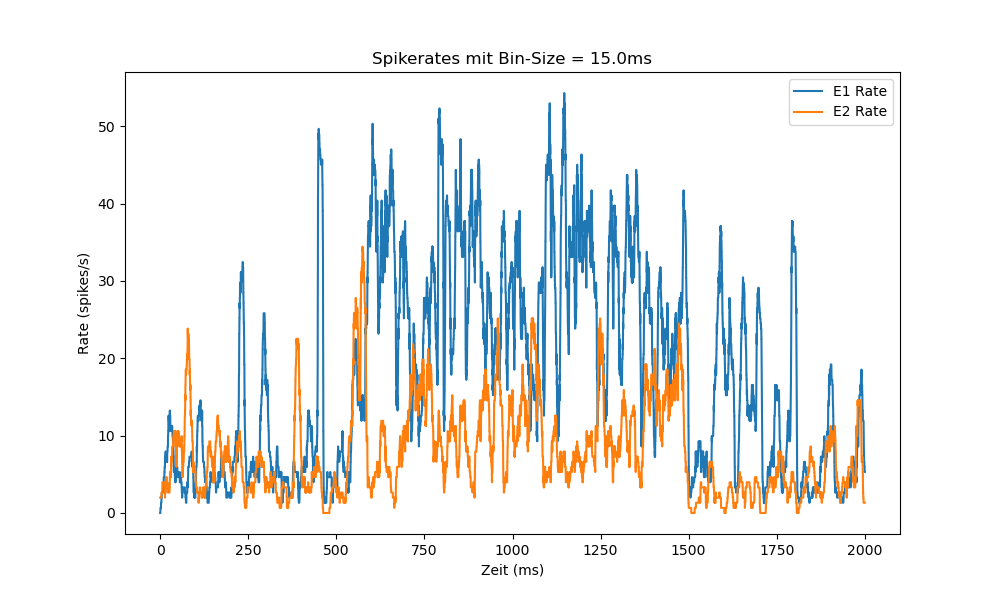 Spikerates mit Bin-Size = 15.0ms
E1 Rate
E2 Rate
50
40
30
20
10
0
Rate (spikes/s)
0 250 500 750 1000 1250 1500 1750 2000
Zeit (ms)